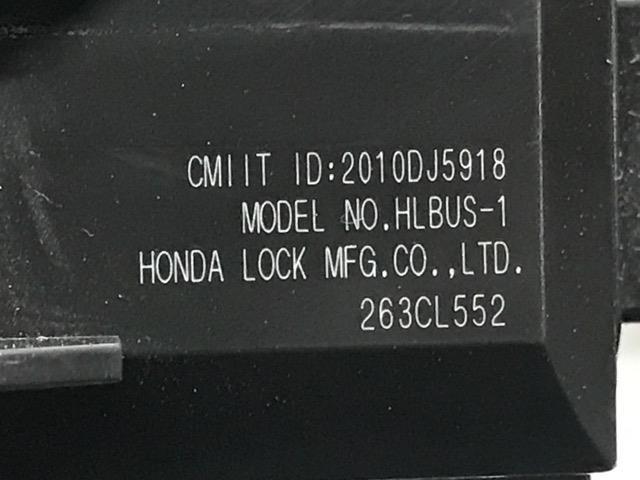 CMIIT ID:2010DJ5918
MODEL NO.HLBUS-1
HONDA LOCK MFG.CO.,LTD.
263CL552